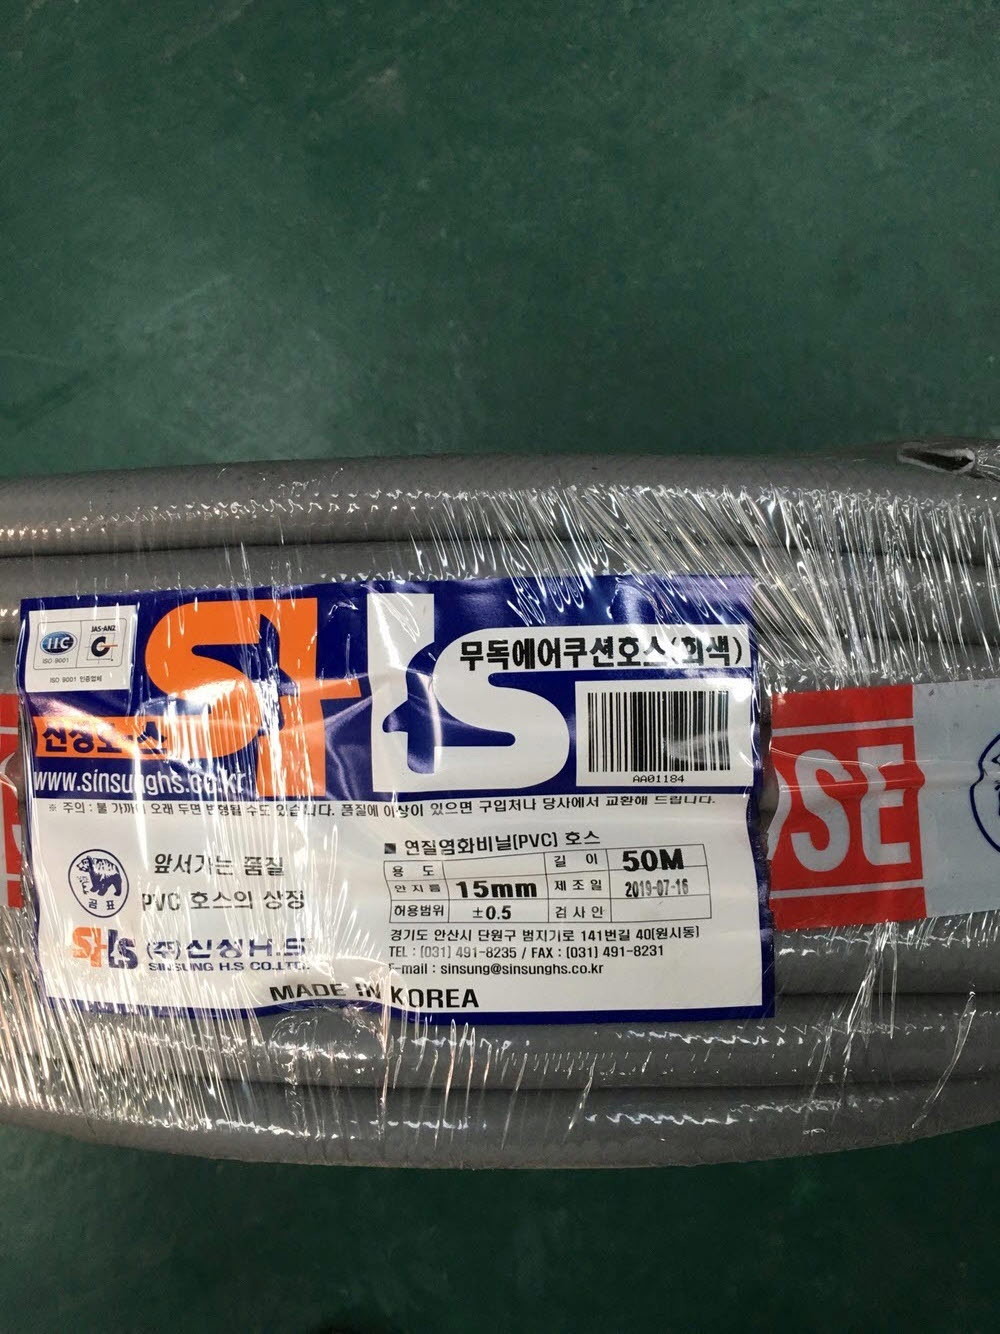 IIC
JAS-ANZ
ISO 9001
ISO 9001 인증업체
무독에어쿠션호스(회색)
신성호스
AA01184
www.sinsunghs.co.kr
※ 주의 : 불 가까이 오래 두면 변형될 수도 있습니다. 품질에 이상이 있으면 구입처나 당사에서 교환해 드립니다.
OSE
앞서가는 품질
PVC 호스의 상징
곰표
■ 연질염화비닐(PVC) 호스
용 도 길 이 50M
안지름 15mm 제조일 2019-07-16
허용범위 ±0.5 검사인
Hs (주)신성H.S
SINSUNG H.S CO.LTD.
경기도 안산시 단원구 범지기로 141번길 40(원시동)
TEL : (031) 491-8235 / FAX : (031) 491-8231
E-mail : sinsung@sinsunghs.co.kr
MADE IN KOREA